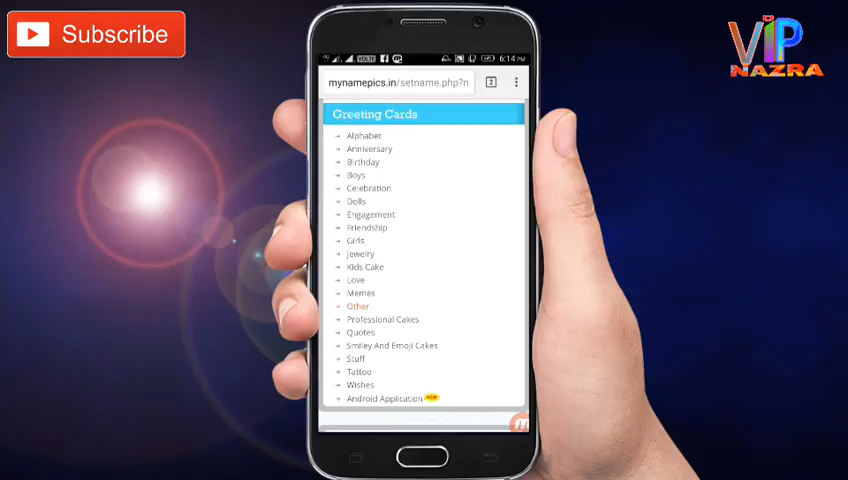 Subscribe
ViP
NAZRA
VOLTE
6:14 PM
mynamepics.in/setname.php?n
2
Greeting Cards
Alphabet
Anniversary
Birthday
Boys
Celebration
Dolls
Engagement
Friendship
Girls
Jewelry
Kids Cake
Love
Memes
Other
Professional Cakes
Quotes
Smiley And Emoji Cakes
Stuff
Tattoo
Wishes
Android Application NEW